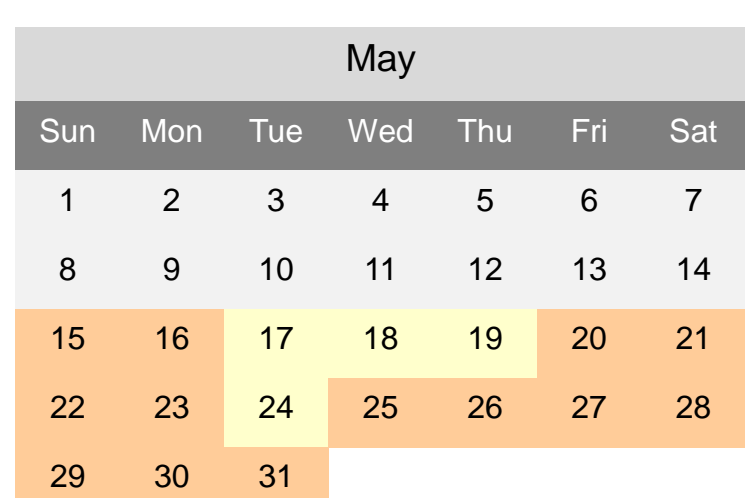 May
Sun Mon Tue Wed Thu Fri Sat
1 2 3 4 5 6 7
8 9 10 11 12 13 14
15 16 17 18 19 20 21
22 23 24 25 26 27 28
29 30 31